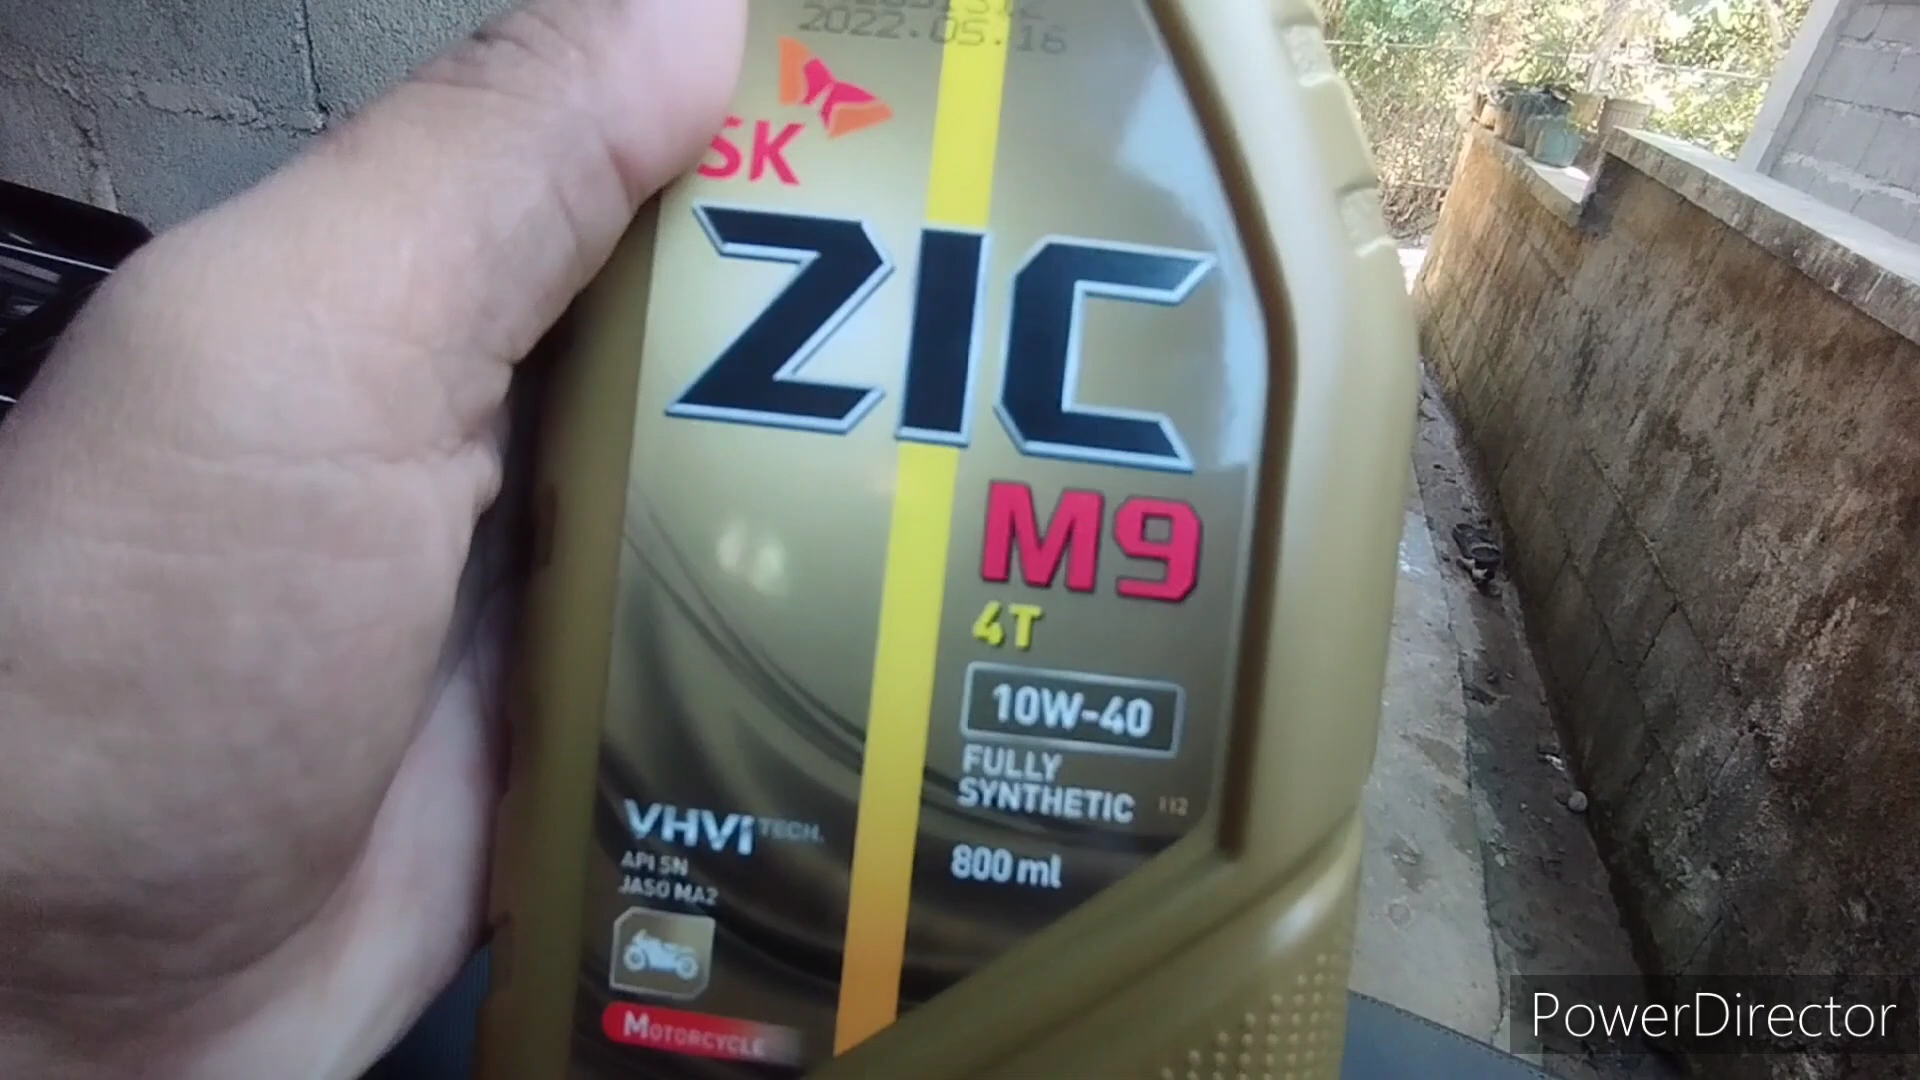 2022.05.16
SK
ZIC
M9
4T
10W-40
FULLY
SYNTHETIC
112
800 ml
VHVI TECH.
API SN
JASO MA2
MOTORCYCLE
PowerDirector